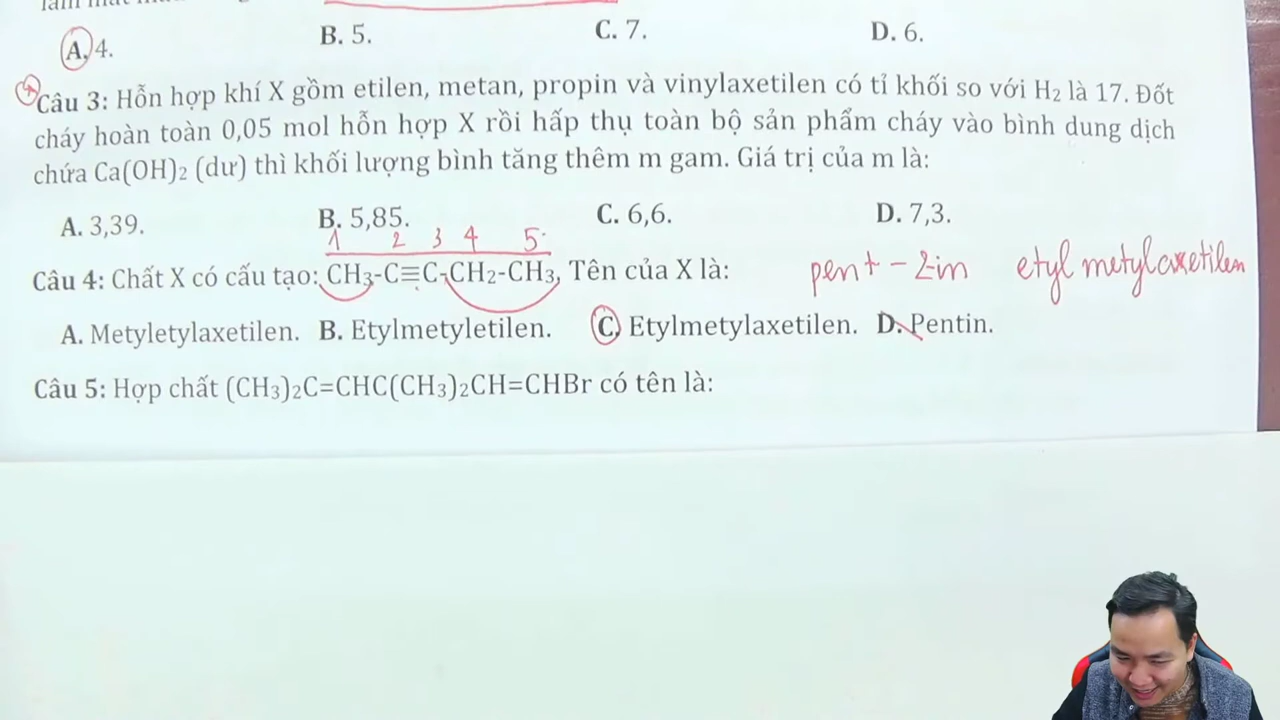 A. 4. B. 5. C. 7. D. 6.
Câu 3: Hỗn hợp khí X gồm etilen, metan, propin và vinylaxetilen có tỉ khối so với H₂ là 17. Đốt
cháy hoàn toàn 0,05 mol hỗn hợp X rồi hấp thụ toàn bộ sản phẩm cháy vào bình dung dịch
chứa Ca(OH)₂ (dư) thì khối lượng bình tăng thêm m gam. Giá trị của m là:
A. 3,39. B. 5,85. C. 6,6. D. 7,3.
1 2 3 4 5
Câu 4: Chất X có cấu tạo: CH₃-C≡C-CH₂-CH₃, Tên của X là: pent-2-in etyl metylaxetilen
A. Metyletylaxetilen. B. Etylmetyletilen. C. Etylmetylaxetilen. D. Pentin.
Câu 5: Hợp chất (CH₃)₂C=CHC(CH₃)₂CH=CHBr có tên là: